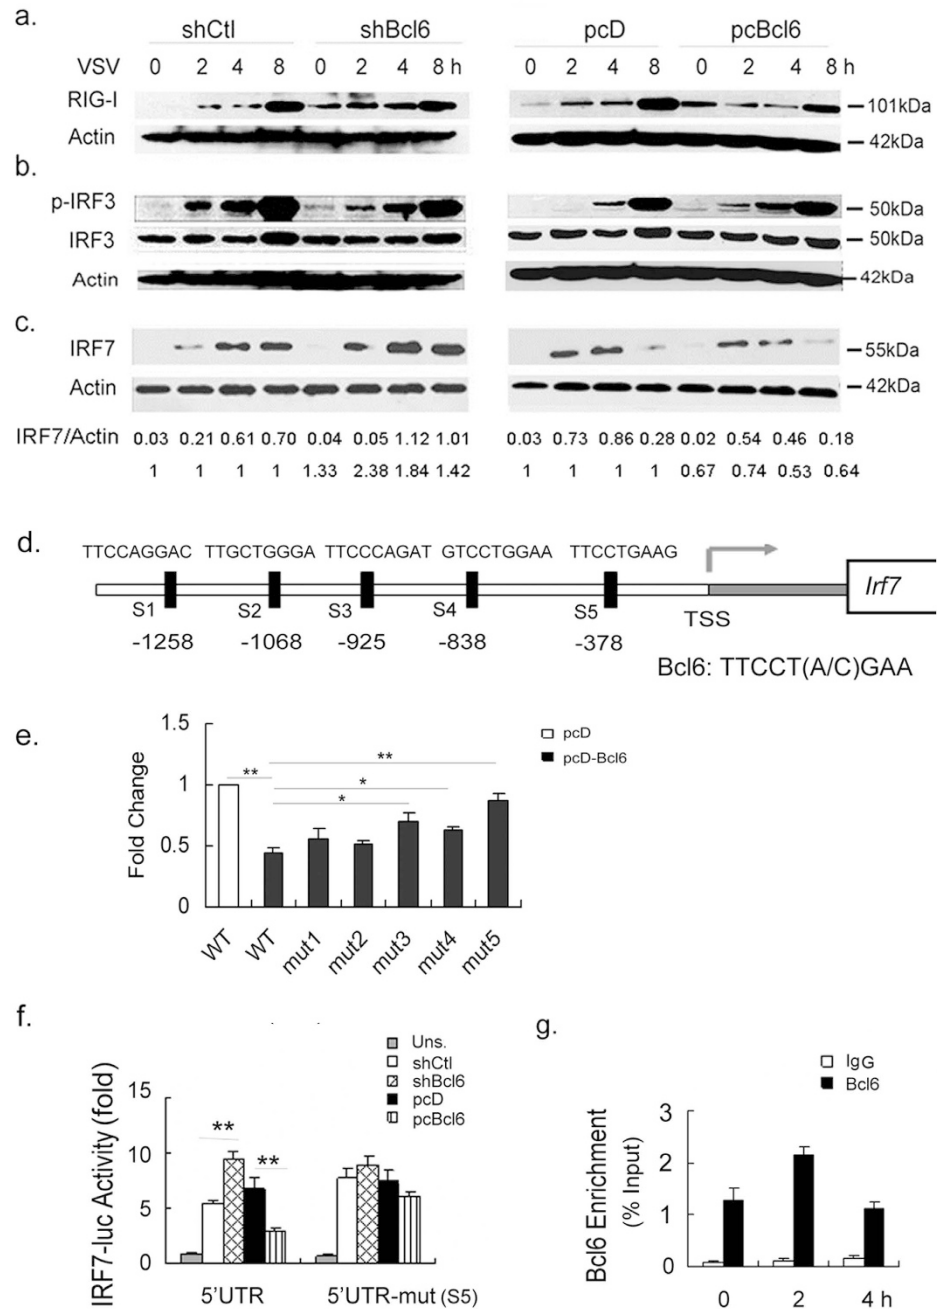 a.
shCtl shBcl6 pcD pcBcl6
VSV 0 2 4 8 0 2 4 8 h 0 2 4 8 0 2 4 8 h
RIG-I 101kDa
Actin 42kDa
b.
p-IRF3 50kDa
IRF3 50kDa
Actin 42kDa
c.
IRF7 55kDa
Actin 42kDa
IRF7/Actin 0.03 0.21 0.61 0.70 0.04 0.05 1.12 1.01 0.03 0.73 0.86 0.28 0.02 0.54 0.46 0.18
1 1 1 1 1.33 2.38 1.84 1.42 1 1 1 1 0.67 0.74 0.53 0.64
d.
TTCCAGGAC TTGCTGGGA TTCCCAGAT GTCCTGGAA TTCCTGAAG
Irf7
S1 S2 S3 S4 S5 TSS
-1258 -1068 -925 -838 -378
Bcl6: TTCCT(A/C)GAA
e.
pcD
pcD-Bcl6
Fold Change
1.5
1
0.5
0
** * * **
WT WT mut1 mut2 mut3 mut4 mut5
f.
Uns.
shCtl
shBcl6
pcD
pcBcl6
IRF7-luc Activity (fold)
15
10
5
0
** **
5'UTR 5'UTR-mut (S5)
g.
IgG
Bcl6
Bcl6 Enrichment
(% Input)
3
2
1
0
0 2 4 h